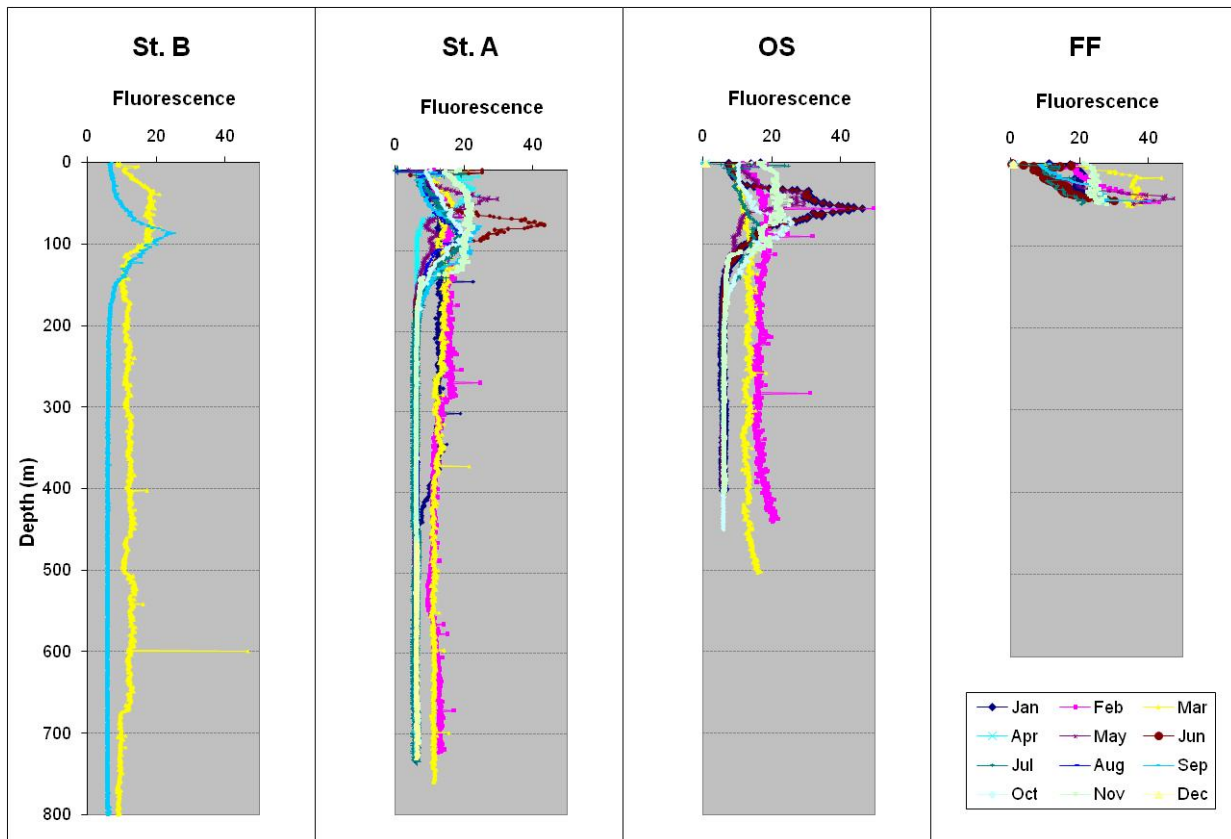 St. B
Fluorescence
0 20 40
0
100
200
300
400
500
600
700
800
Depth (m)
St. A
Fluorescence
0 20 40
OS
Fluorescence
0 20 40
FF
Fluorescence
0 20 40
Jan Feb Mar
Apr May Jun
Jul Aug Sep
Oct Nov Dec